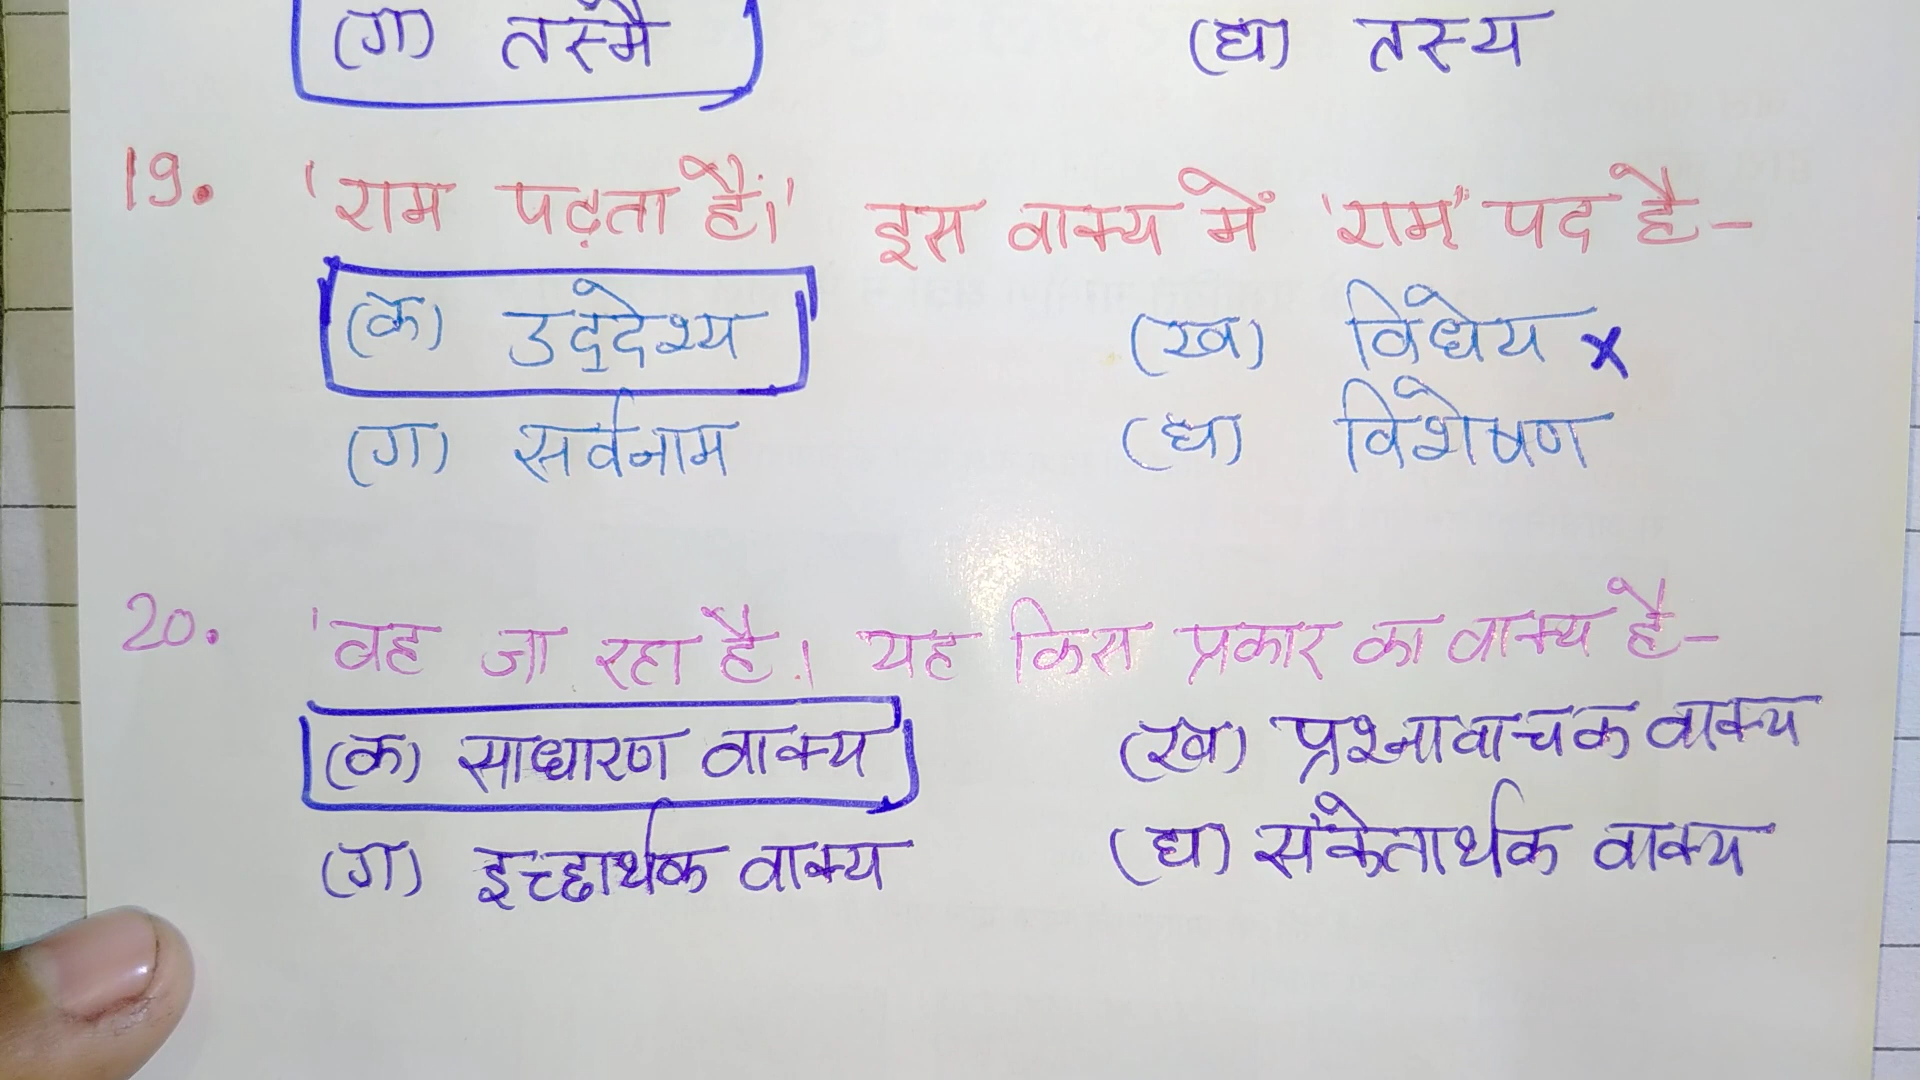 (ग) तस्मै (घ) तस्य
19. 'राम पढ़ता है।' इस वाक्य में 'राम' पद है-
(क) उद्देश्य (ख) विधेय x
(ग) सर्वनाम (घ) विशेषण
20. 'वह जा रहा है। यह किस प्रकार का वाक्य है-
(क) साधारण वाक्य (ख) प्रश्नावाचक वाक्य
(ग) इच्छार्थक वाक्य (घ) संकेतार्थक वाक्य